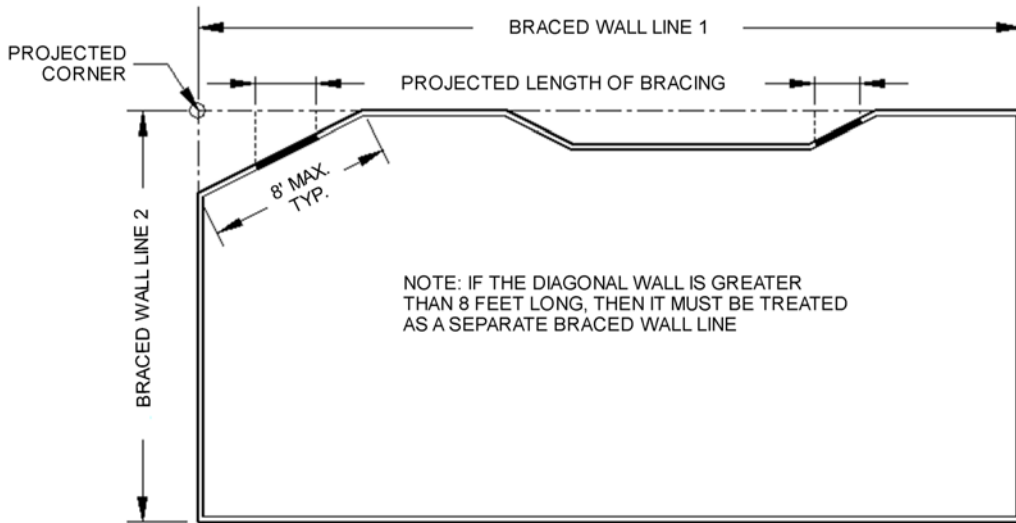 BRACED WALL LINE 1
PROJECTED
CORNER
PROJECTED LENGTH OF BRACING
8' MAX.
TYP.
BRACED WALL LINE 2
NOTE: IF THE DIAGONAL WALL IS GREATER
THAN 8 FEET LONG, THEN IT MUST BE TREATED
AS A SEPARATE BRACED WALL LINE